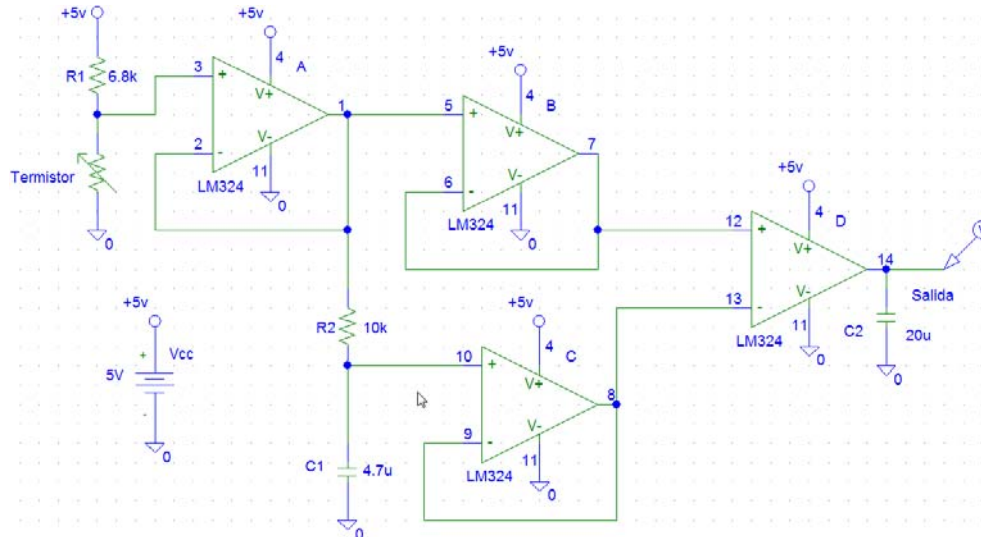 +5v
R1
6.8k
Termistor
0
3
+
2
-
+5v
4
A
V+
V-
11
0
LM324
1
5
+
6
-
+5v
4
B
V+
V-
11
0
LM324
7
+5v
Vcc
+
5V
-
0
R2
10k
C1
4.7u
0
10
+
9
-
+5v
4
C
V+
V-
11
0
LM324
8
12
+
13
-
+5v
4
D
V+
V-
11
0
LM324
14
Salida
C2
20u
0